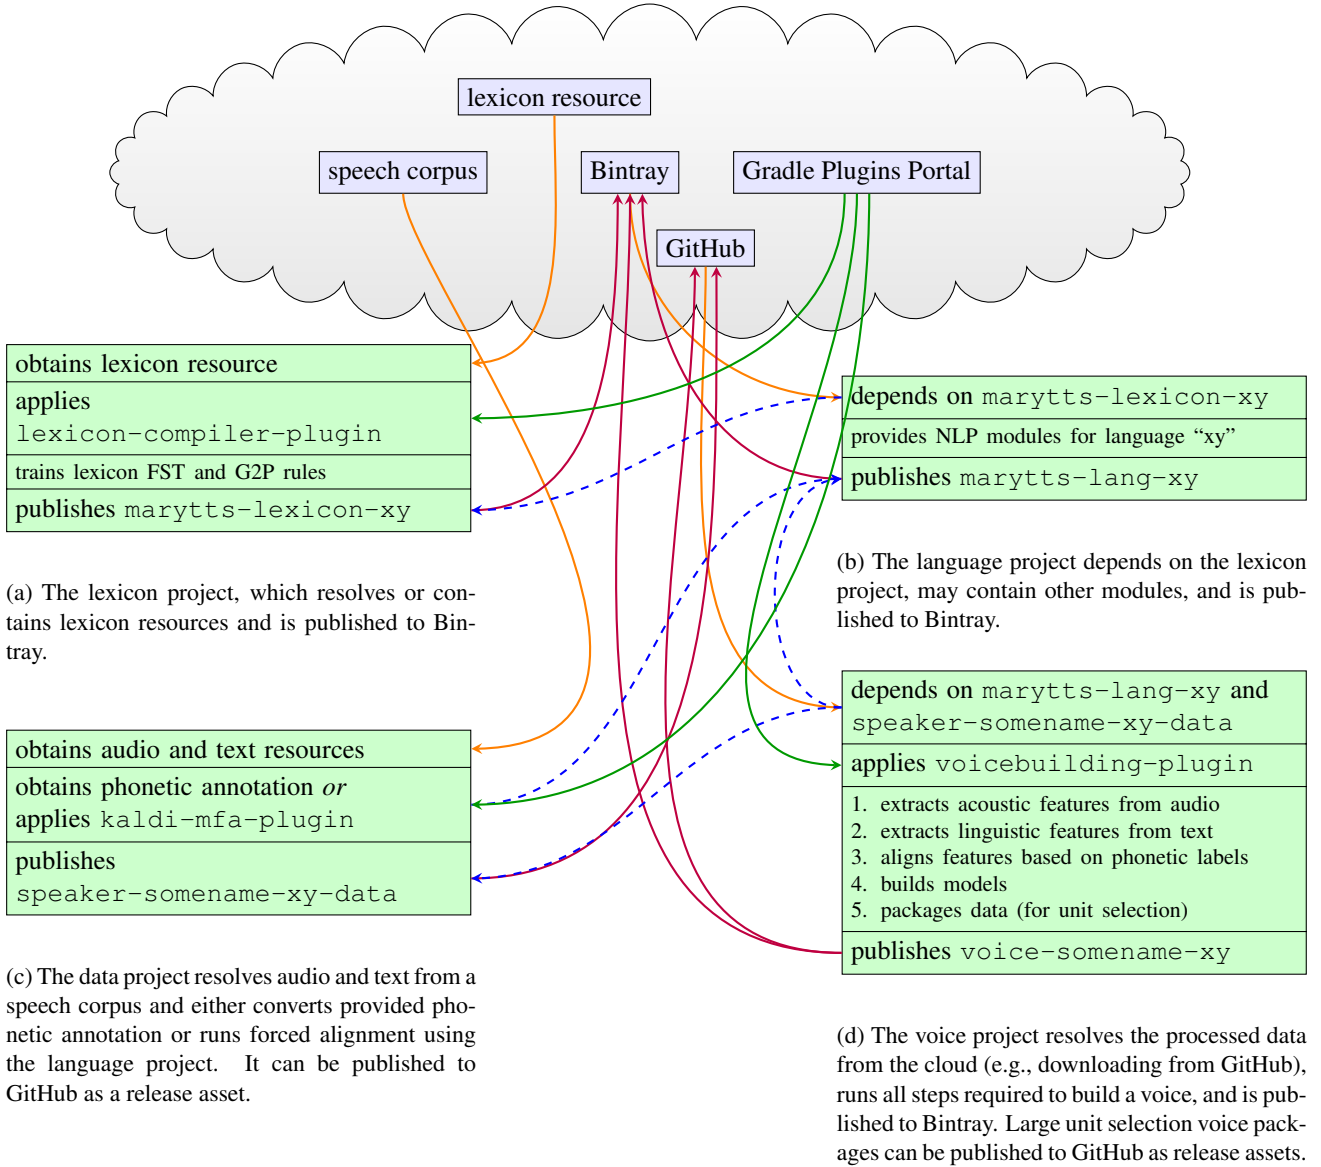 lexicon resource
speech corpus
Bintray
Gradle Plugins Portal
GitHub
obtains lexicon resource
applies
lexicon-compiler-plugin
trains lexicon FST and G2P rules
publishes marytts-lexicon-xy
(a) The lexicon project, which resolves or con-
tains lexicon resources and is published to Bin-
tray.
depends on marytts-lexicon-xy
provides NLP modules for language “xy”
publishes marytts-lang-xy
(b) The language project depends on the lexicon
project, may contain other modules, and is pub-
lished to Bintray.
obtains audio and text resources
obtains phonetic annotation or
applies kaldi-mfa-plugin
publishes
speaker-somename-xy-data
(c) The data project resolves audio and text from a
speech corpus and either converts provided pho-
netic annotation or runs forced alignment using
the language project. It can be published to
GitHub as a release asset.
depends on marytts-lang-xy and
speaker-somename-xy-data
applies voicebuilding-plugin
1. extracts acoustic features from audio
2. extracts linguistic features from text
3. aligns features based on phonetic labels
4. builds models
5. packages data (for unit selection)
publishes voice-somename-xy
(d) The voice project resolves the processed data
from the cloud (e.g., downloading from GitHub),
runs all steps required to build a voice, and is pub-
lished to Bintray. Large unit selection voice pack-
ages can be published to GitHub as release assets.